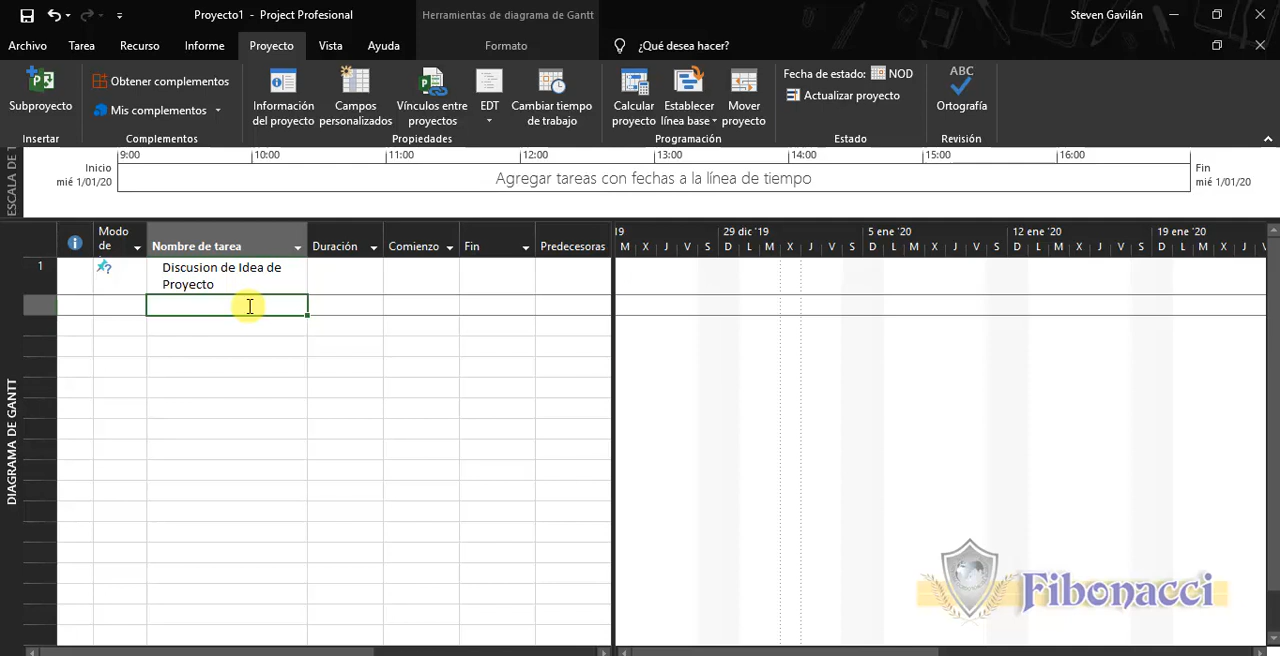 Proyecto1 - Project Profesional
Herramientas de diagrama de Gantt
Steven Gavilán
Archivo Tarea Recurso Informe Proyecto Vista Ayuda Formato ¿Qué desea hacer?
Subproyecto
Insertar
Obtener complementos
Mis complementos
Complementos
Información del proyecto
Campos personalizados
Vínculos entre proyectos
EDT
Cambiar tiempo de trabajo
Propiedades
Calcular proyecto
Establecer línea base
Mover proyecto
Programación
Fecha de estado: NOD
Actualizar proyecto
Estado
ABC
Ortografía
Revisión
ESCALA DE T
9:00 10:00 11:00 12:00 13:00 14:00 15:00 16:00
Inicio
mié 1/01/20
Agregar tareas con fechas a la línea de tiempo
Fin
mié 1/01/20
Modo de
Nombre de tarea
Duración
Comienzo
Fin
Predecesoras
19 29 dic '19 5 ene '20 12 ene '20 19 ene '20
M X J V S D L M X J V S D L M X J V S D L M X J V S D L M X J V
1 Discusion de Idea de
Proyecto
DIAGRAMA DE GANTT
Fibonacci